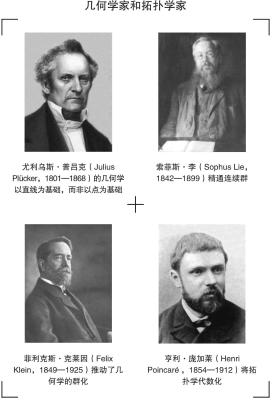 几何学家和拓扑学家
尤利乌斯·普吕克（Julius
Plücker，1801—1868）的几何学
以直线为基础，而非以点为基础
索菲斯·李（Sophus Lie，
1842—1899）精通连续群
菲利克斯·克莱因（Felix
Klein，1849—1925）推动了几
何学的群化
亨利·庞加莱（Henri
Poincaré ，1854—1912）将拓
扑学代数化